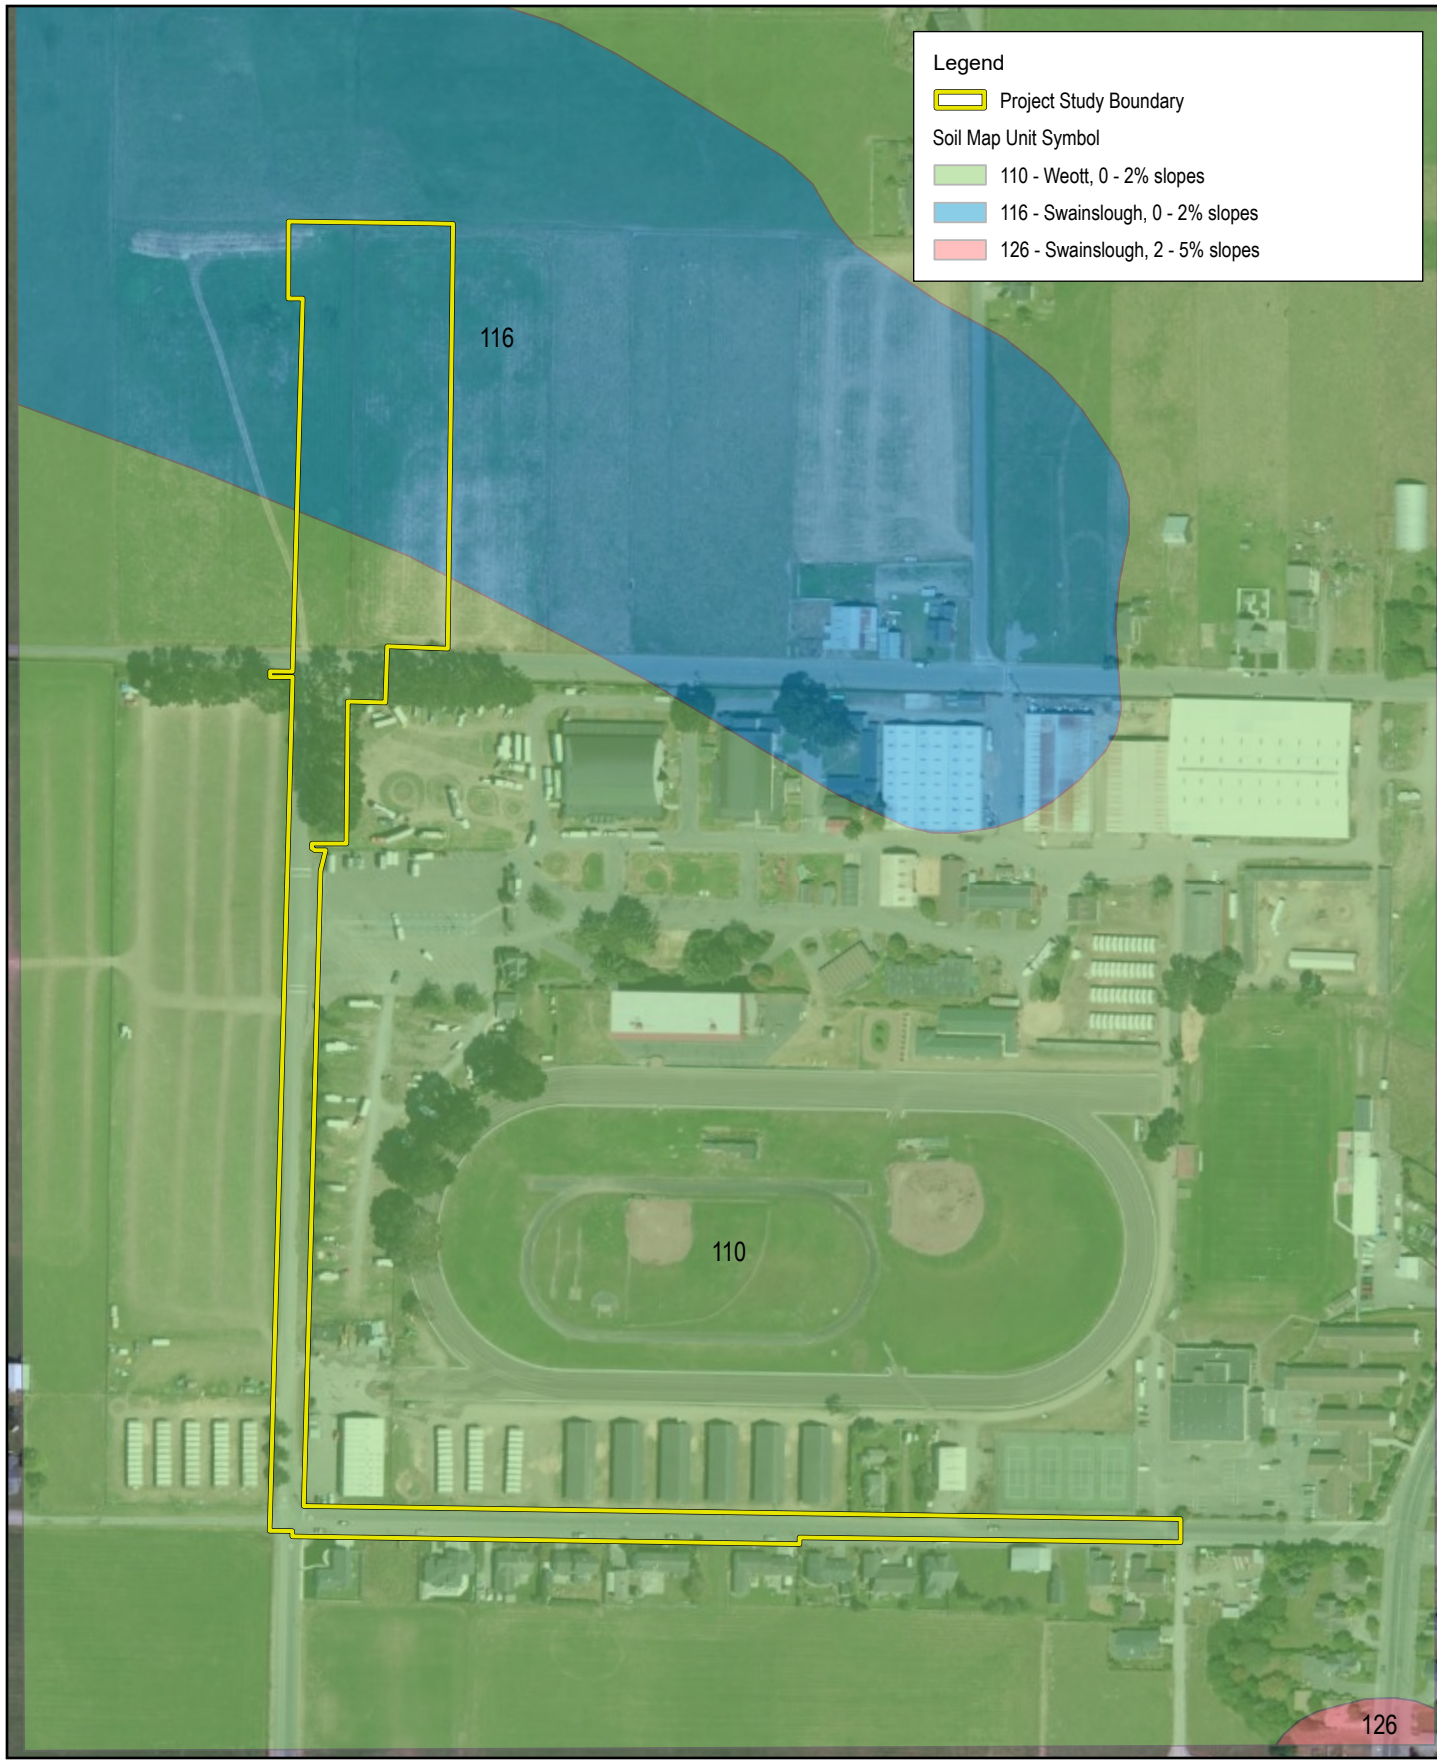 Legend
Project Study Boundary
Soil Map Unit Symbol
110 - Weott, 0 - 2% slopes
116 - Swainslough, 0 - 2% slopes
126 - Swainslough, 2 - 5% slopes
116
110
126